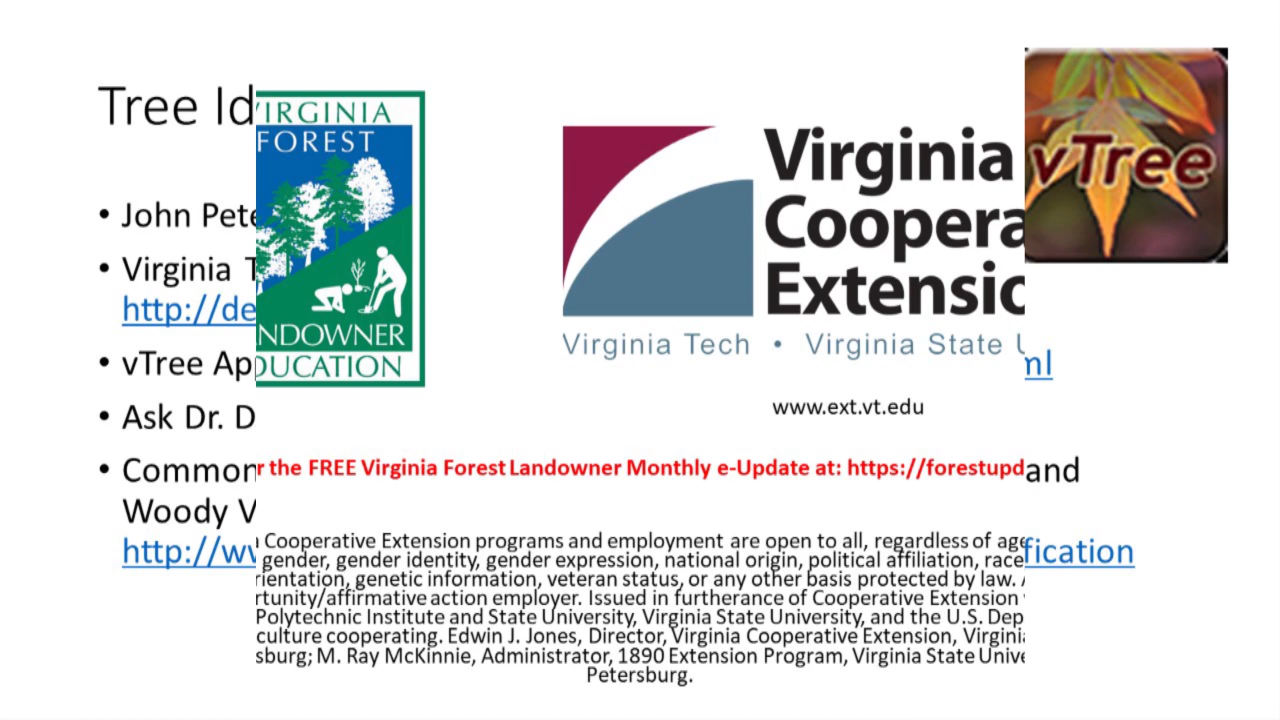 Tree Id
VIRGINIA
FOREST
LANDOWNER
EDUCATION
Virginia
Coopera
Extensic
Virginia Tech • Virginia State U
vTree
• John Pete
• Virginia T
http://de
• vTree Ap
ml
www.ext.vt.edu
• Ask Dr. D
• Common
r the FREE Virginia Forest Landowner Monthly e-Update at: https://forestupd
and
Woody V
http://w
fication
Cooperative Extension programs and employment are open to all, regardless of age
gender, gender identity, gender expression, national origin, political affiliation, race
rientation, genetic information, veteran status, or any other basis protected by law.
rtunity/affirmative action employer. Issued in furtherance of Cooperative Extension
Polytechnic Institute and State University, Virginia State University, and the U.S. Dep
culture cooperating. Edwin J. Jones, Director, Virginia Cooperative Extension, Virginia
sburg; M. Ray McKinnie, Administrator, 1890 Extension Program, Virginia State Unive
Petersburg.